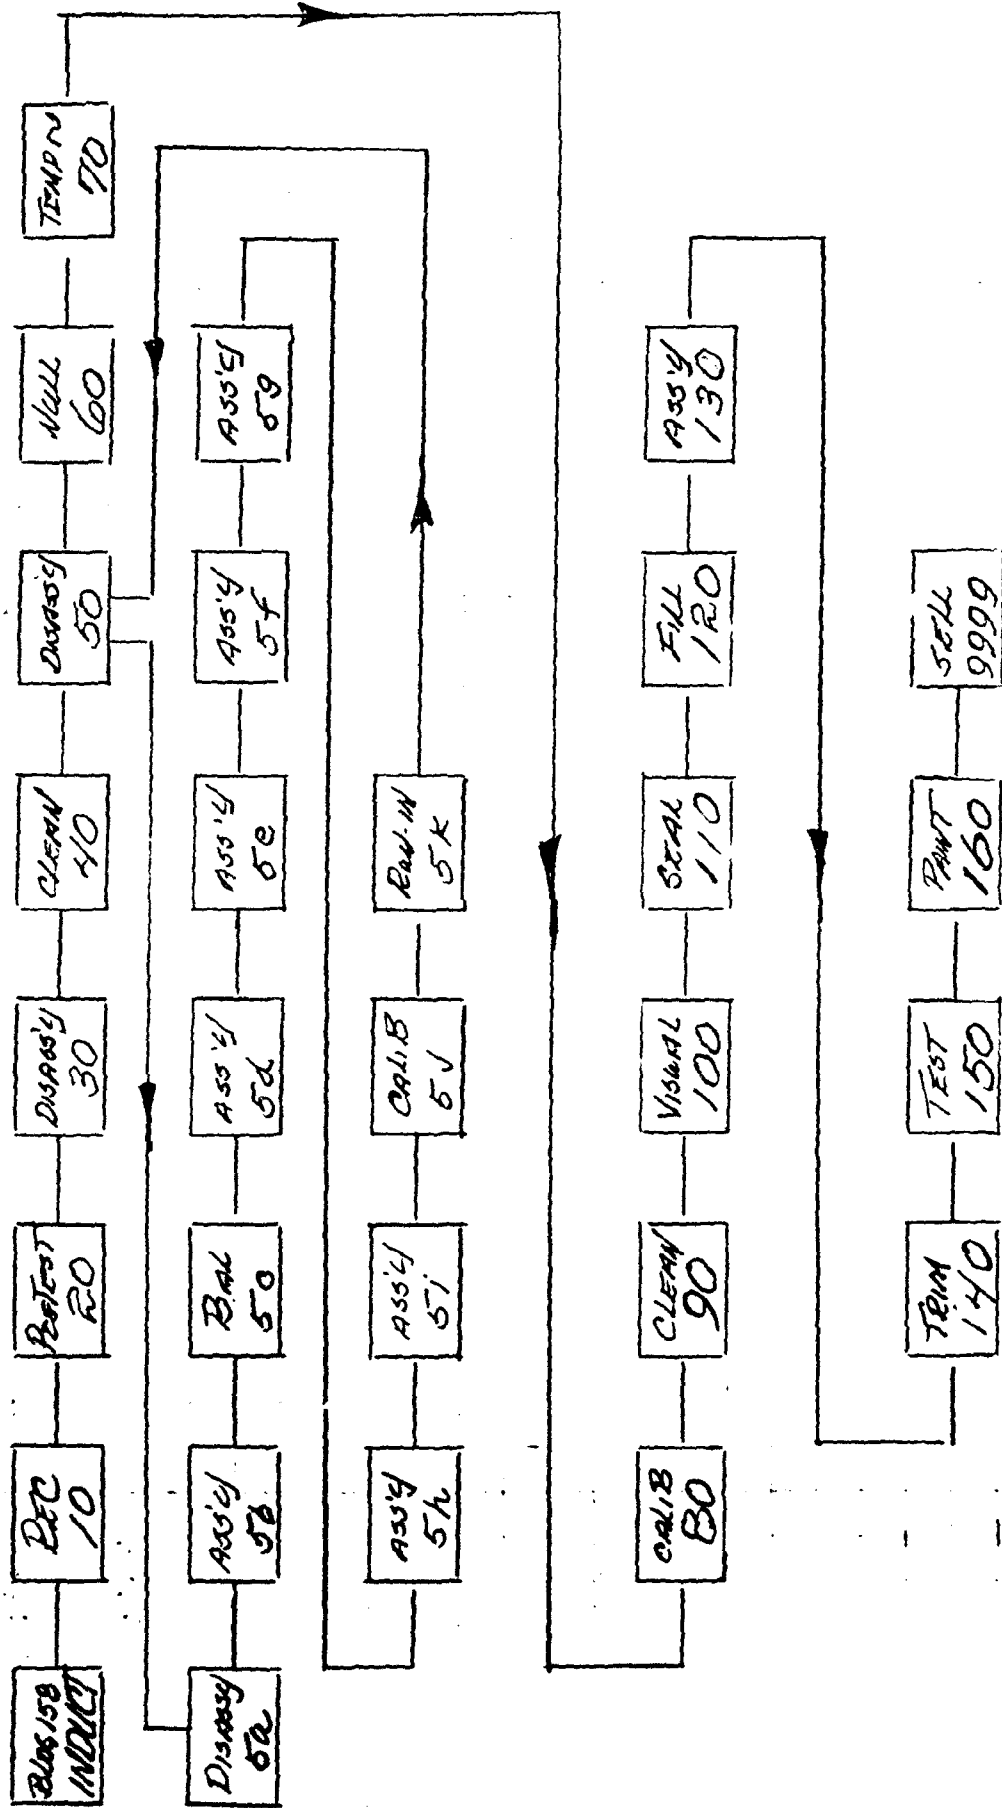 BLDG 158
INDUCT
REC
10
PRETEST
20
DISASS'Y
30
CLEAN
40
DISASS'Y
50
NULL
60
TEMP N
70
DISASSY
5a
ASS'Y
5b
BAL
5c
ASS'Y
5d
ASS'Y
5e
ASS'Y
5f
ASS'Y
5g
ASS'Y
5h
ASS'Y
5i
CALIB
5J
RUN-IN
5K
CALIB
80
CLEAN
90
VISUAL
100
SEAL
110
FILL
120
ASS'Y
130
TRIM
140
TEST
150
PAINT
160
SELL
9999